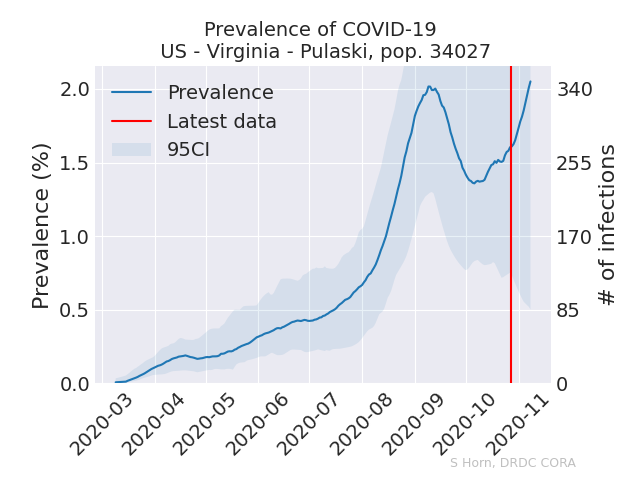 Prevalence of COVID-19
US - Virginia - Pulaski, pop. 34027
Prevalence
Latest data
95CI
Prevalence (%)
2.0
1.5
1.0
0.5
0.0
340
255
170
85
0
# of infections
2020-03
2020-04
2020-05
2020-06
2020-07
2020-08
2020-09
2020-10
2020-11
S Horn, DRDC CORA